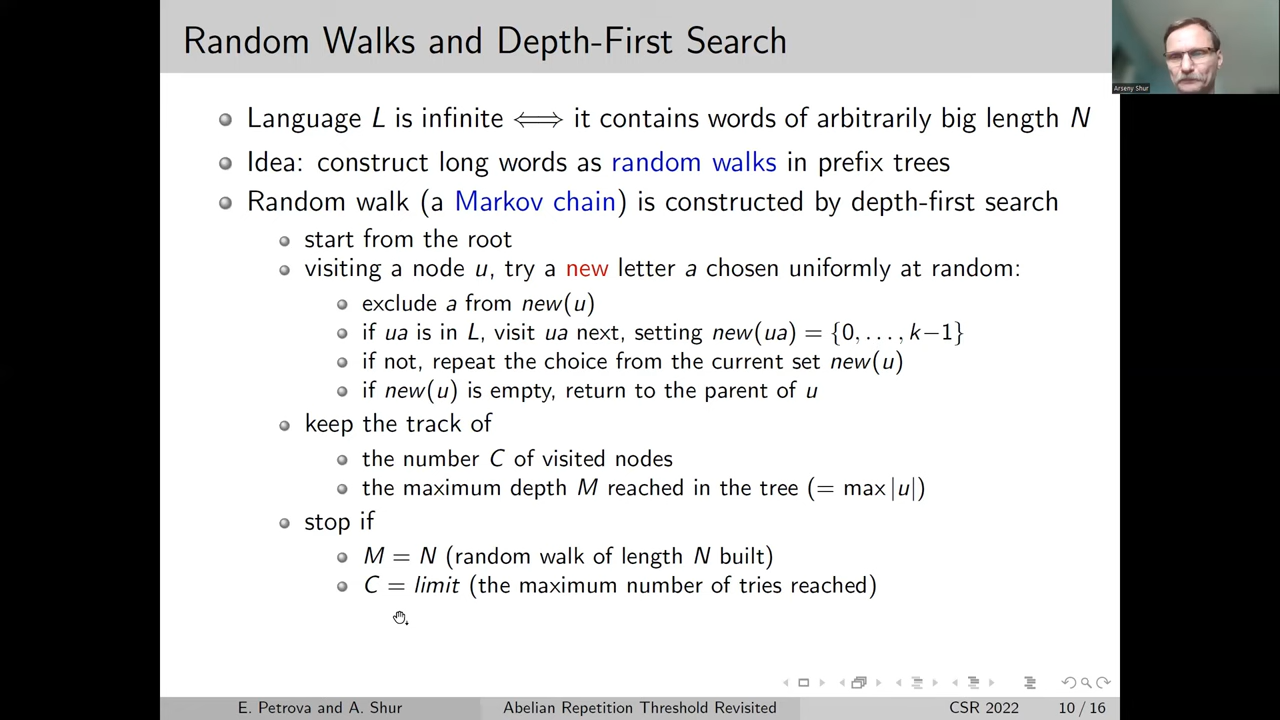 Random Walks and Depth-First Search
Arseny Shur
Language L is infinite ⟺ it contains words of arbitrarily big length N
Idea: construct long words as random walks in prefix trees
Random walk (a Markov chain) is constructed by depth-first search
start from the root
visiting a node u, try a new letter a chosen uniformly at random:
exclude a from new(u)
if ua is in L, visit ua next, setting new(ua) = {0, . . . , k−1}
if not, repeat the choice from the current set new(u)
if new(u) is empty, return to the parent of u
keep the track of
the number C of visited nodes
the maximum depth M reached in the tree (= max |u|)
stop if
M = N (random walk of length N built)
C = limit (the maximum number of tries reached)
E. Petrova and A. Shur Abelian Repetition Threshold Revisited CSR 2022 10 / 16